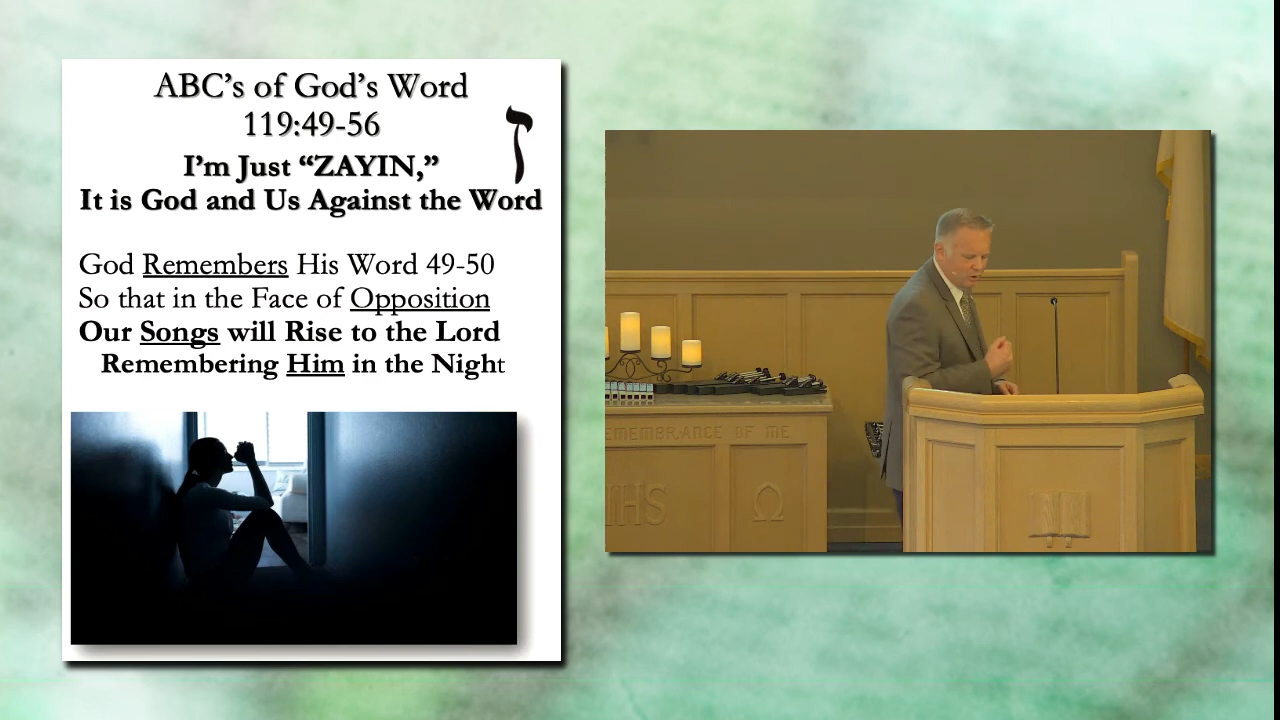 ABC’s of God’s Word
119:49-56
ז
I’m Just “ZAYIN,”
It is God and Us Against the Word
God Remembers His Word 49-50
So that in the Face of Opposition
Our Songs will Rise to the Lord
Remembering Him in the Night
EMEMBRANCE OF ME
IHS
Ω